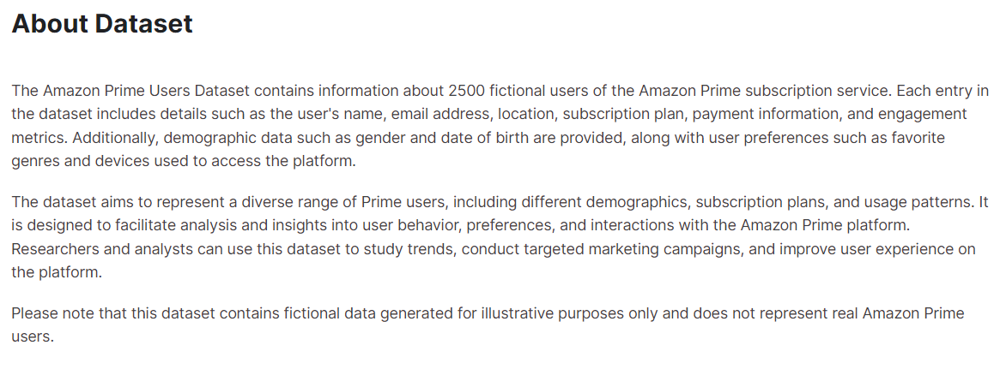 About Dataset
The Amazon Prime Users Dataset contains information about 2500 fictional users of the Amazon Prime subscription service. Each entry in
the dataset includes details such as the user's name, email address, location, subscription plan, payment information, and engagement
metrics. Additionally, demographic data such as gender and date of birth are provided, along with user preferences such as favorite
genres and devices used to access the platform.
The dataset aims to represent a diverse range of Prime users, including different demographics, subscription plans, and usage patterns. It
is designed to facilitate analysis and insights into user behavior, preferences, and interactions with the Amazon Prime platform.
Researchers and analysts can use this dataset to study trends, conduct targeted marketing campaigns, and improve user experience on
the platform.
Please note that this dataset contains fictional data generated for illustrative purposes only and does not represent real Amazon Prime
users.